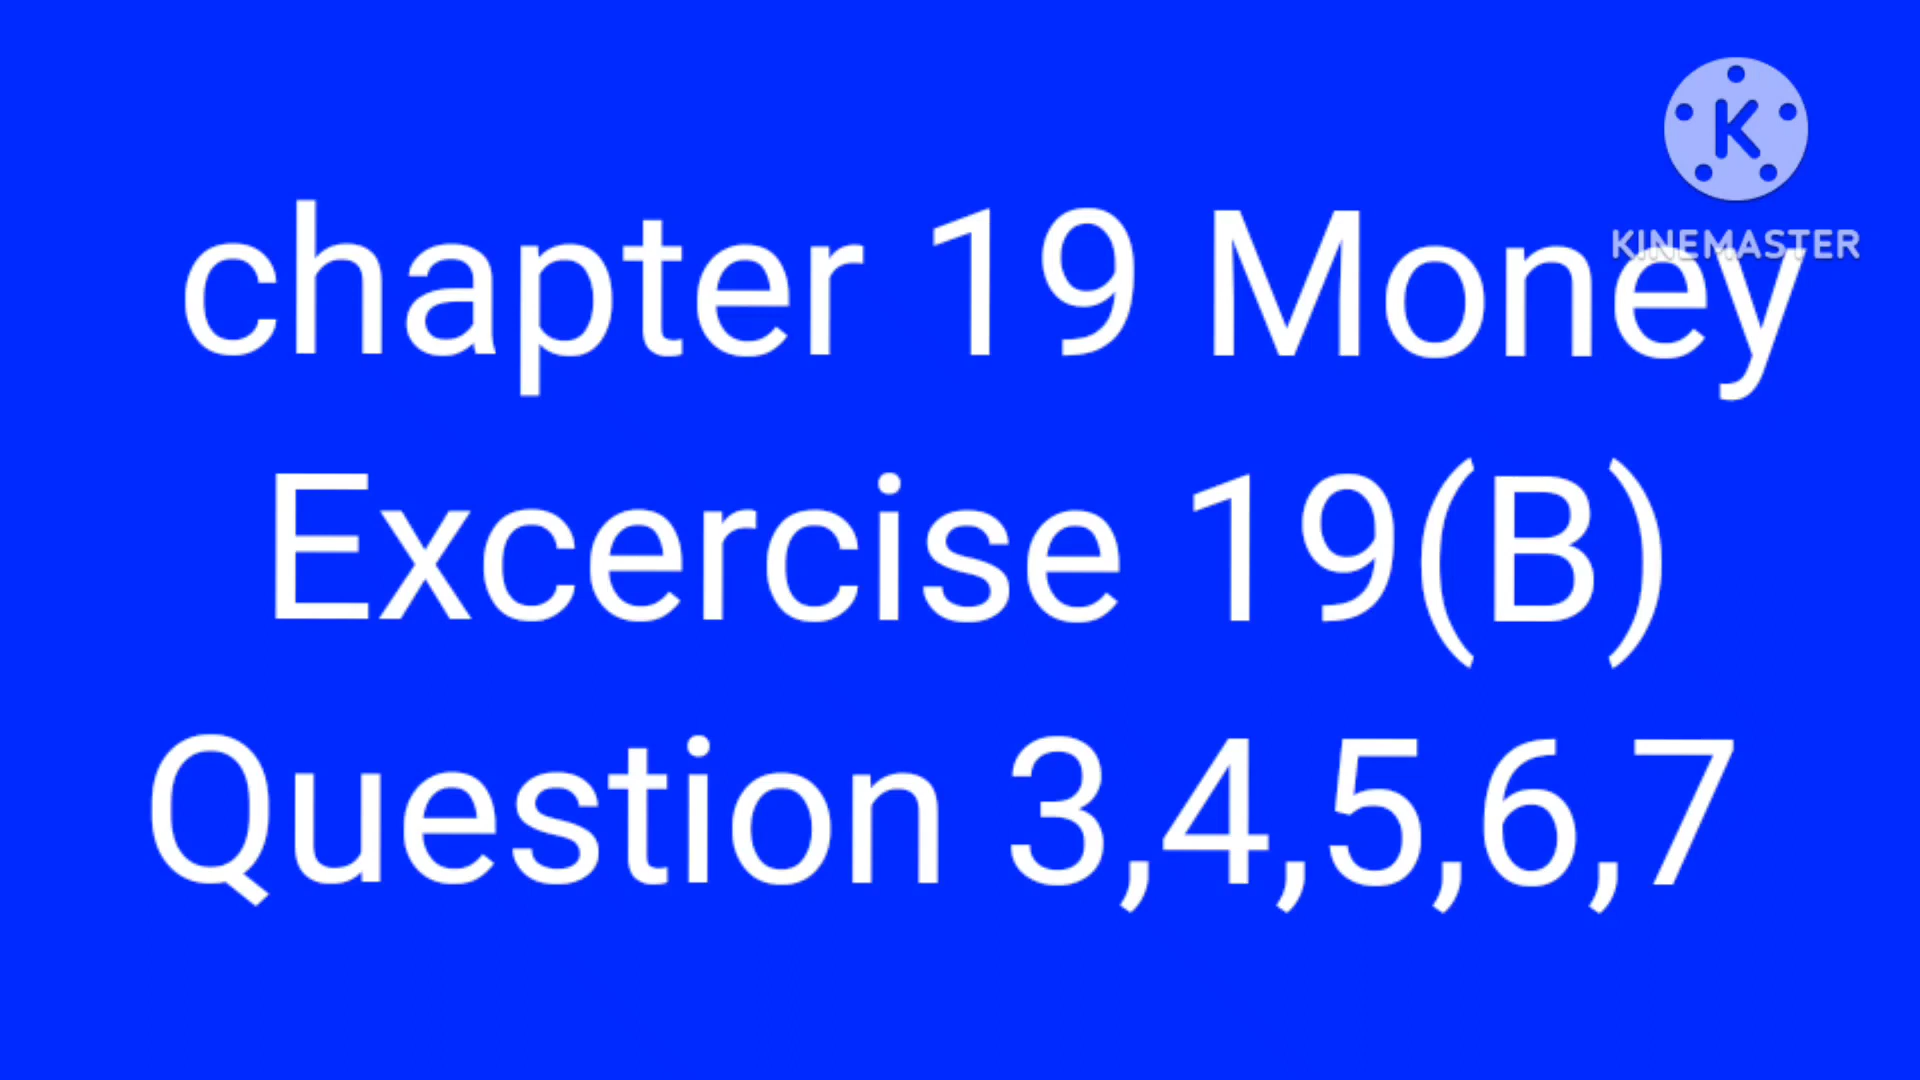 K
KINEMASTER
chapter 19 Money
Excercise 19(B)
Question 3,4,5,6,7